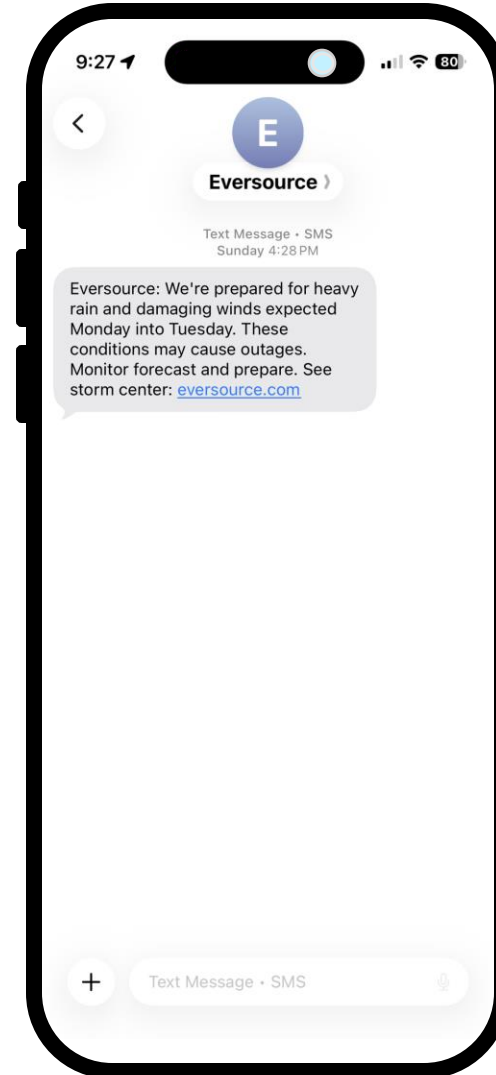 9:27
80
E
Eversource
Text Message • SMS
Sunday 4:28 PM
Eversource: We're prepared for heavy
rain and damaging winds expected
Monday into Tuesday. These
conditions may cause outages.
Monitor forecast and prepare. See
storm center: eversource.com
+
Text Message • SMS